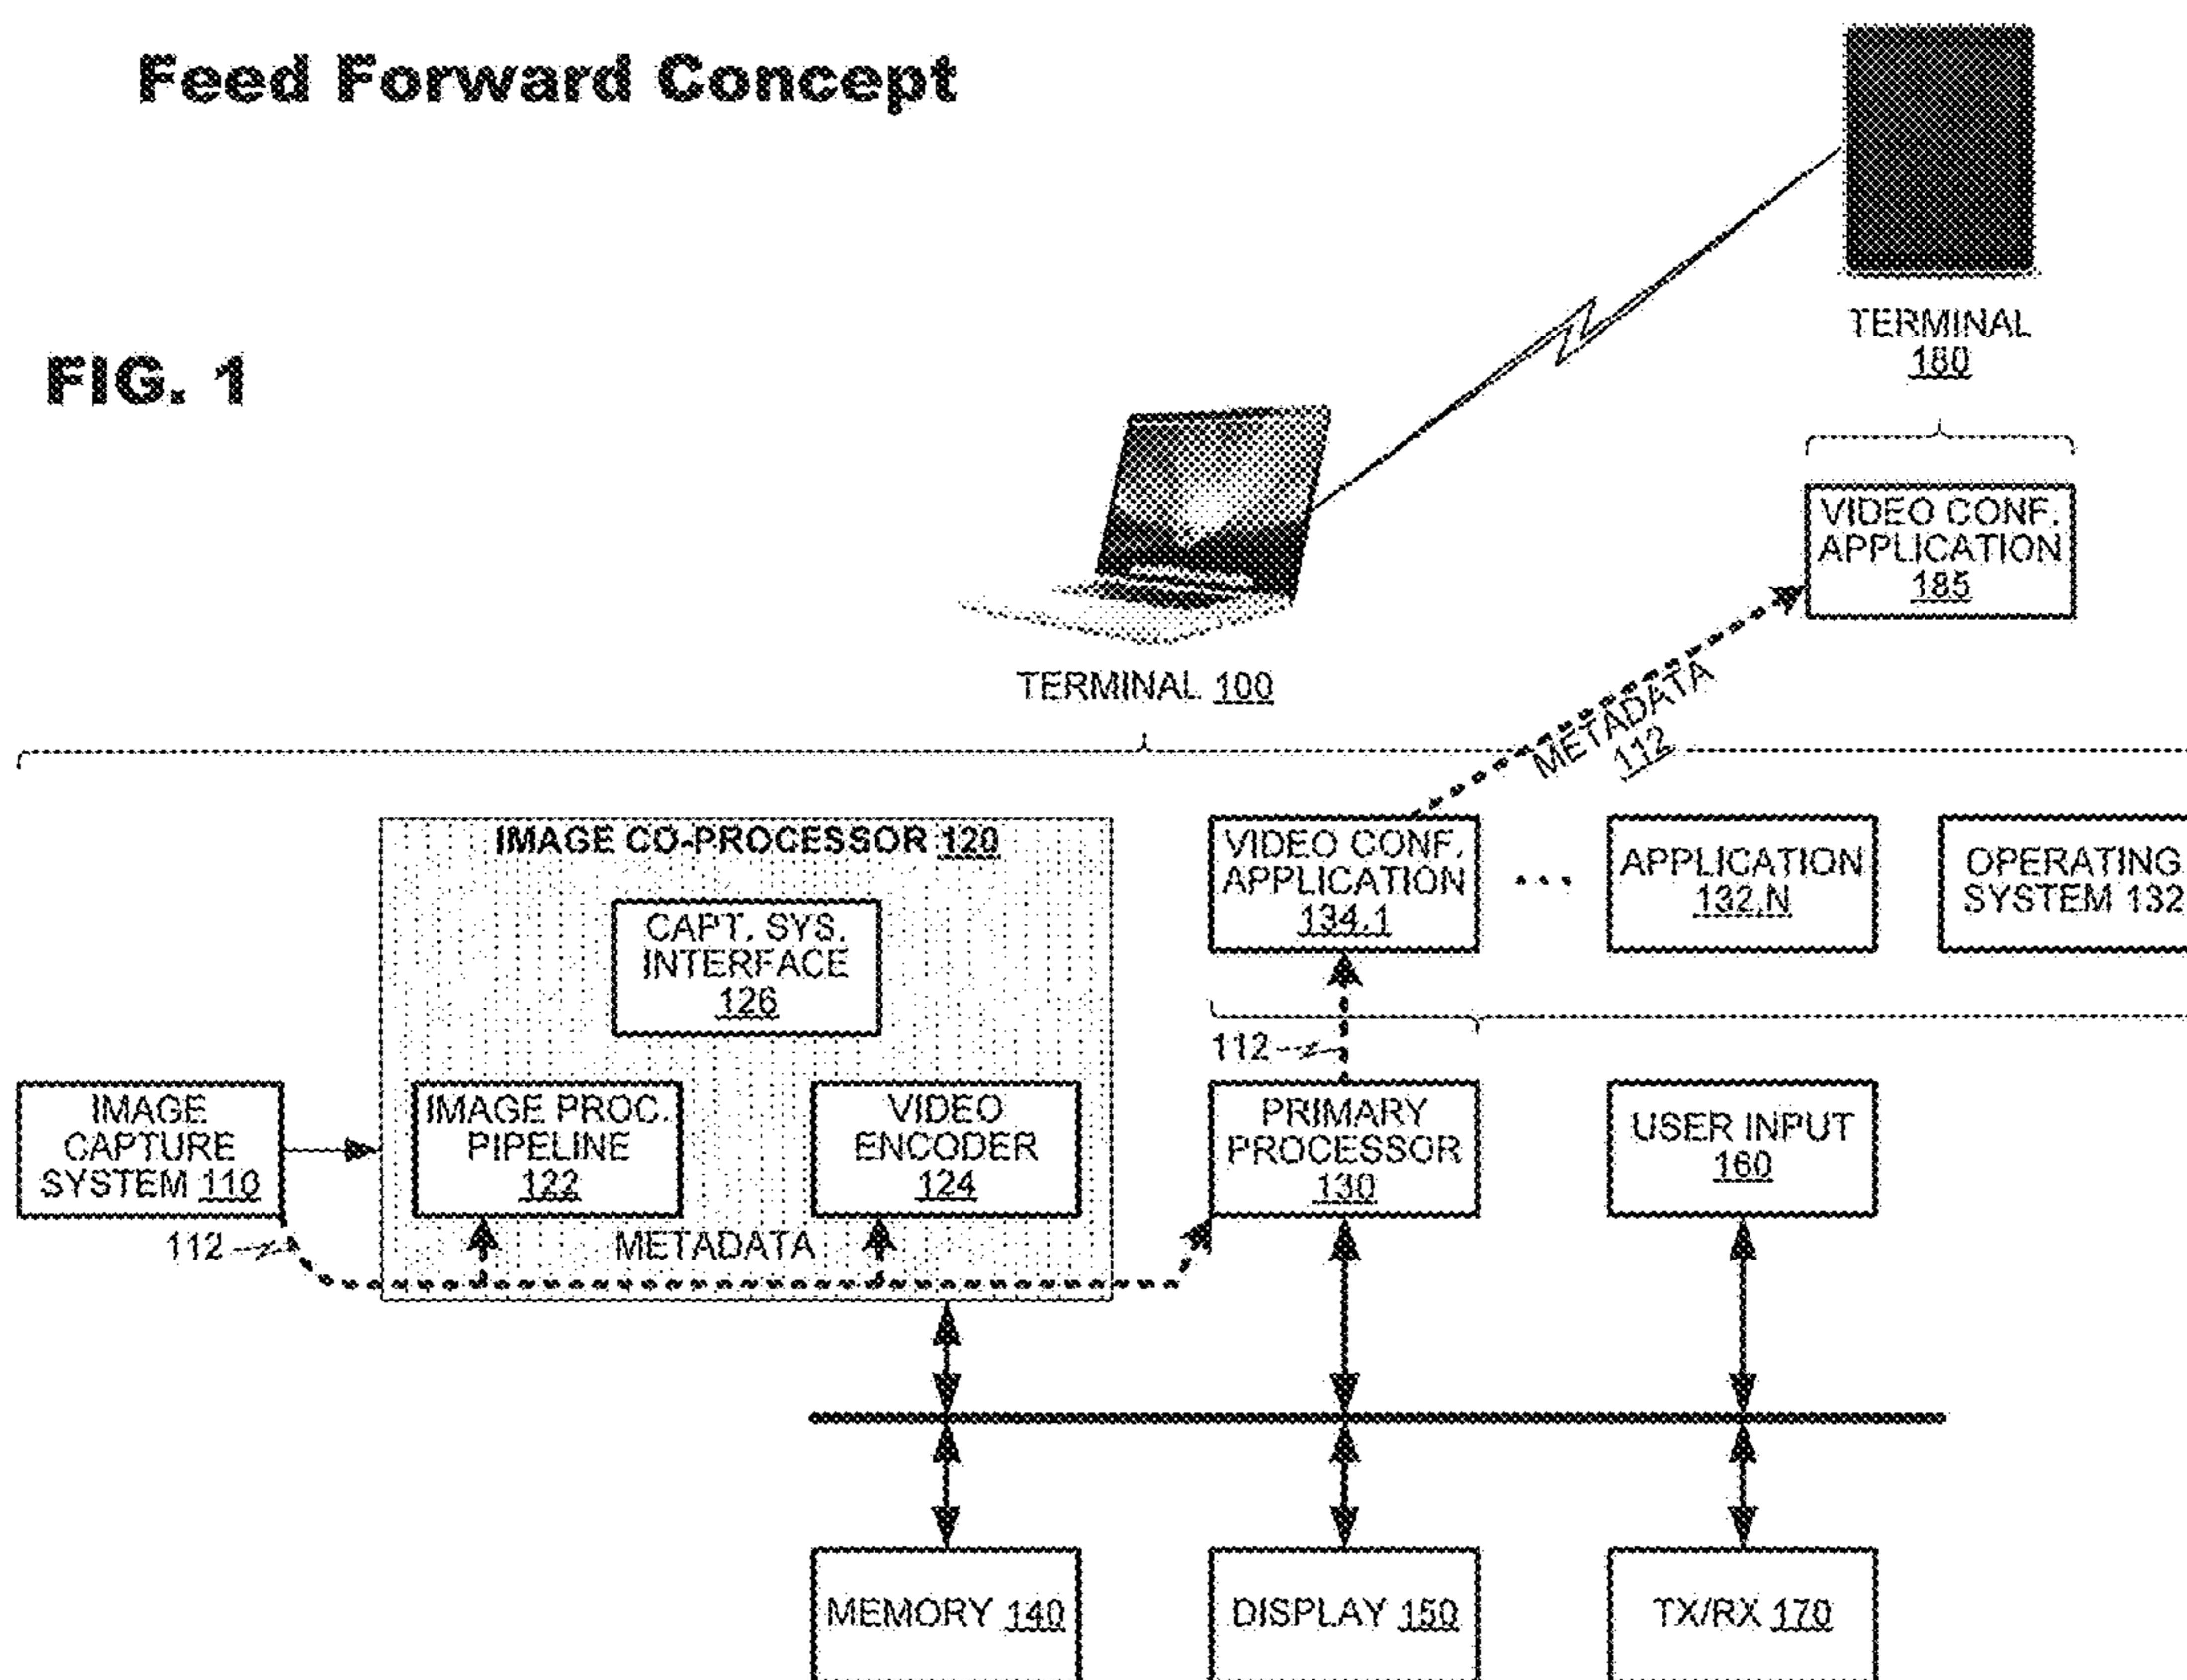 Feed Forward Concept
FIG. 1
TERMINAL
180
VIDEO CONF.
APPLICATION
185
TERMINAL 100
METADATA
112
IMAGE CO-PROCESSOR 120
CAPT. SYS.
INTERFACE
126
VIDEO CONF.
APPLICATION
134.1
...
APPLICATION
132.N
OPERATING
SYSTEM 132
112
IMAGE
CAPTURE
SYSTEM 110
IMAGE PROC.
PIPELINE
122
VIDEO
ENCODER
124
PRIMARY
PROCESSOR
130
USER INPUT
160
112
METADATA
MEMORY 140
DISPLAY 150
TX/RX 170